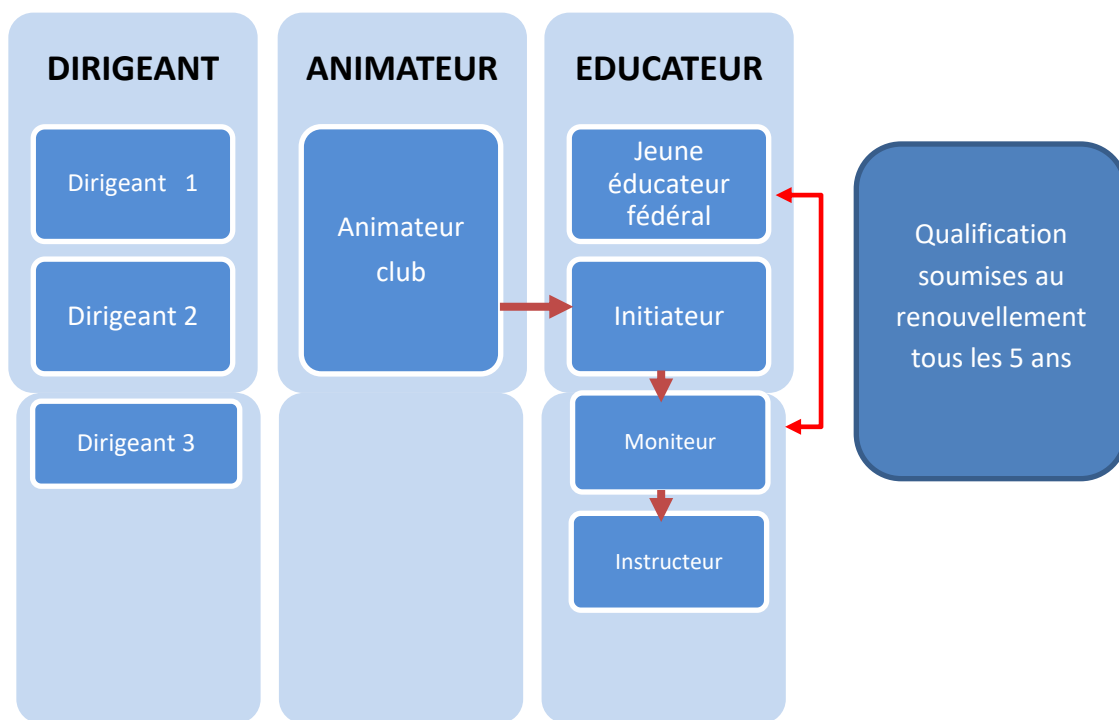 DIRIGEANT
Dirigeant 1
Dirigeant 2
Dirigeant 3
ANIMATEUR
Animateur
club
EDUCATEUR
Jeune
éducateur
fédéral
Initiateur
Moniteur
Instructeur
Qualification
soumises au
renouvellement
tous les 5 ans